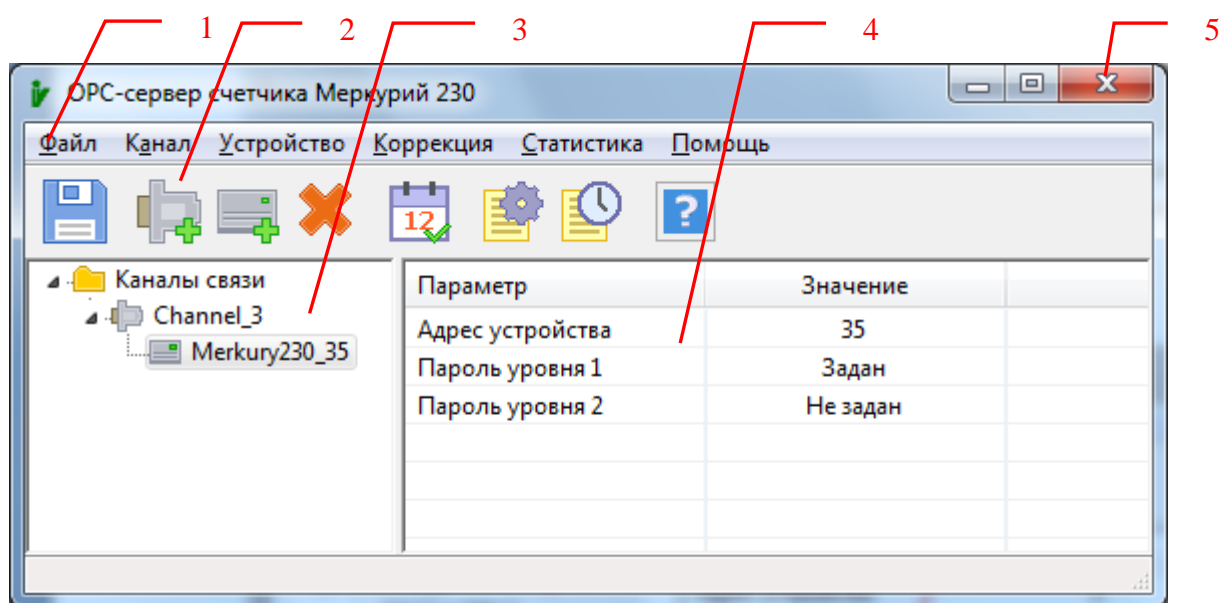 1 2 3 4 5
OPC-сервер счетчика Меркурий 230
Файл Канал Устройство Коррекция Статистика Помощь
12
?
Каналы связи
Channel_3
Merkury230_35
Параметр Значение
Адрес устройства 35
Пароль уровня 1 Задан
Пароль уровня 2 Не задан